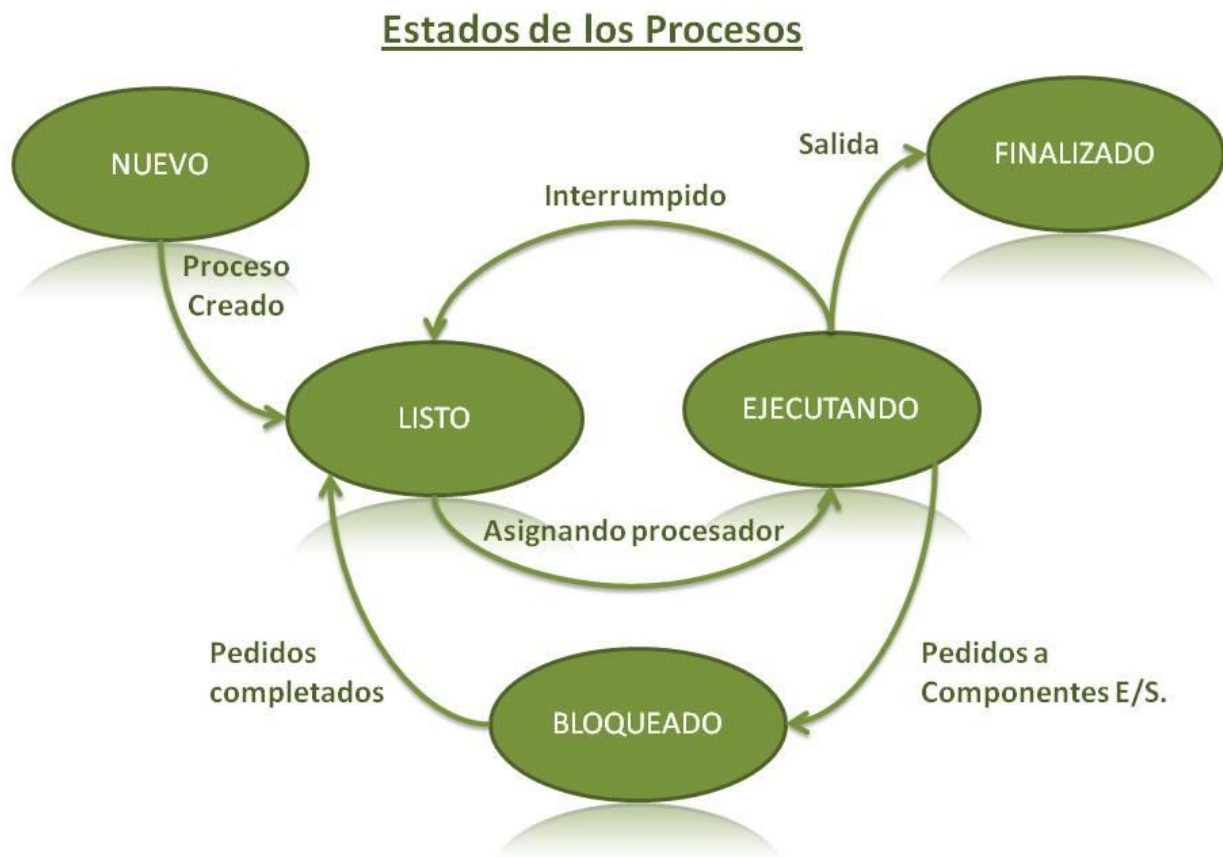 Estados de los Procesos
NUEVO
Salida
FINALIZADO
Interrumpido
Proceso
Creado
LISTO
EJECUTANDO
Asignando procesador
Pedidos
completados
Pedidos a
Componentes E/S.
BLOQUEADO